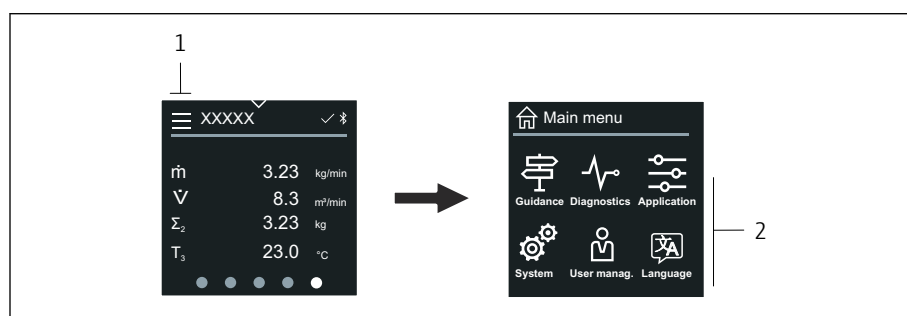 1
XXXXX
ṁ 3.23 kg/min
V̇ 8.3 m³/min
Σ₂ 3.23 kg
T₃ 23.0 °C
Main menu
Guidance Diagnostics Application
System User manag. Language
2